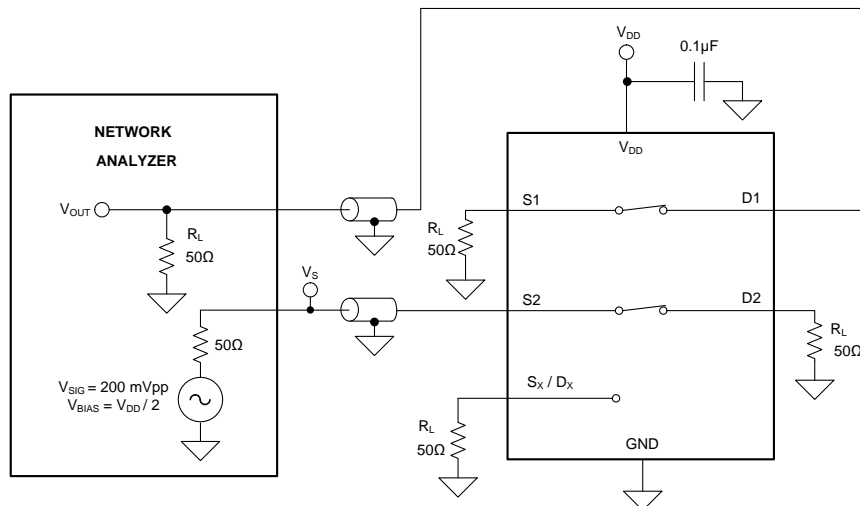 V_DD
0.1µF
NETWORK
ANALYZER
V_DD
V_OUT
S1
D1
R_L
50Ω
R_L
50Ω
V_S
S2
D2
50Ω
R_L
50Ω
V_SIG = 200 mVpp
V_BIAS = V_DD / 2
S_X / D_X
R_L
50Ω
GND